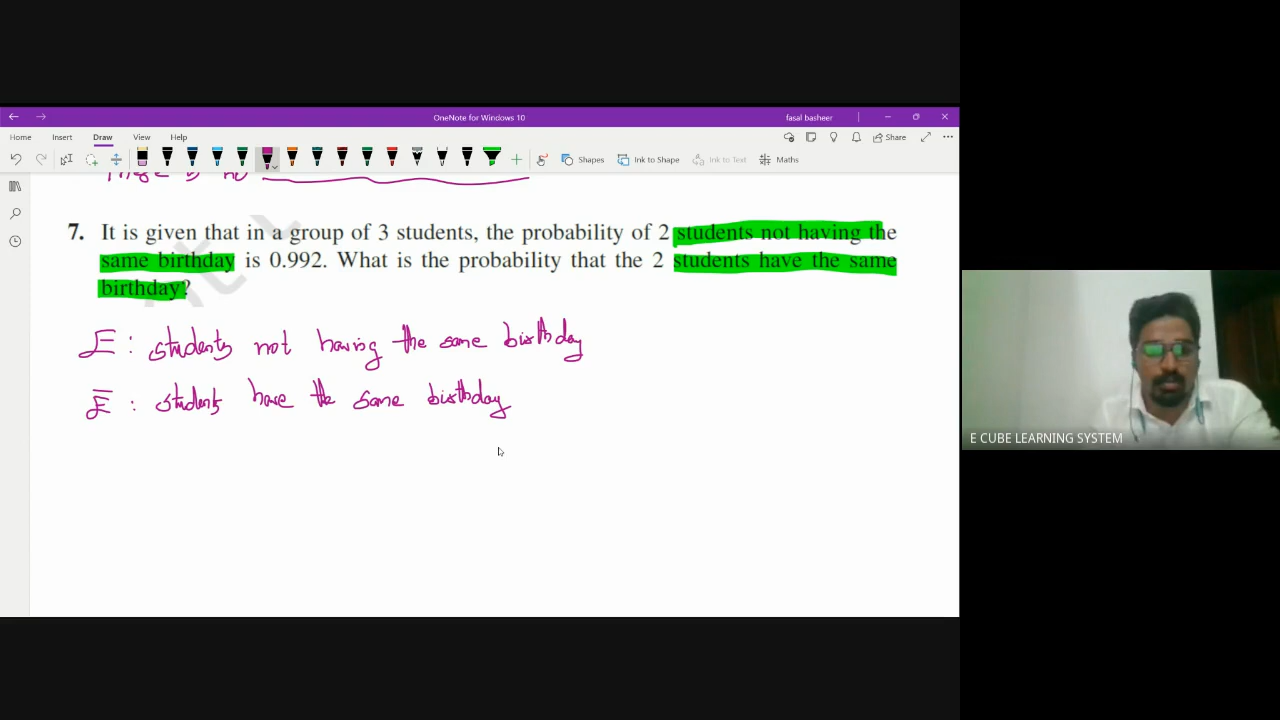 OneNote for Windows 10
fasal basheer
Home Insert Draw View Help
Share
Shapes Ink to Shape Ink to Text Maths
7. It is given that in a group of 3 students, the probability of 2 students not having the
same birthday is 0.992. What is the probability that the 2 students have the same
birthday?
E : students not having the same birthday
E̅ : students have the same birthday
E CUBE LEARNING SYSTEM